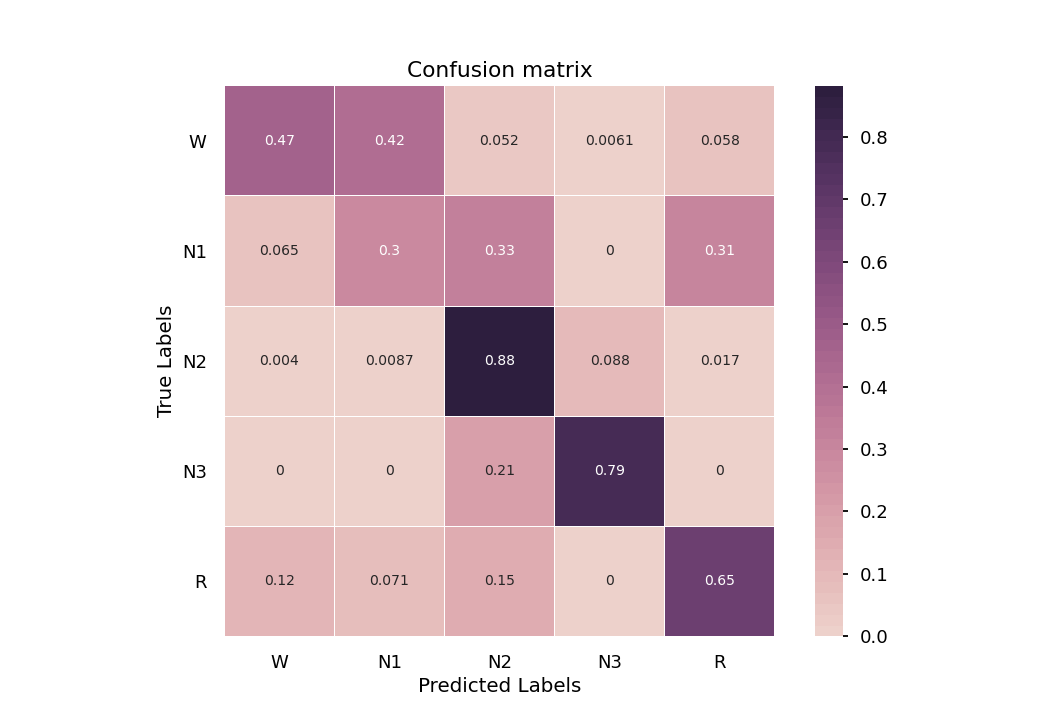 Confusion matrix
W 0.47 0.42 0.052 0.0061 0.058
N1 0.065 0.3 0.33 0 0.31
N2 0.004 0.0087 0.88 0.088 0.017
N3 0 0 0.21 0.79 0
R 0.12 0.071 0.15 0 0.65
W N1 N2 N3 R
Predicted Labels
True Labels
0.8
0.7
0.6
0.5
0.4
0.3
0.2
0.1
0.0